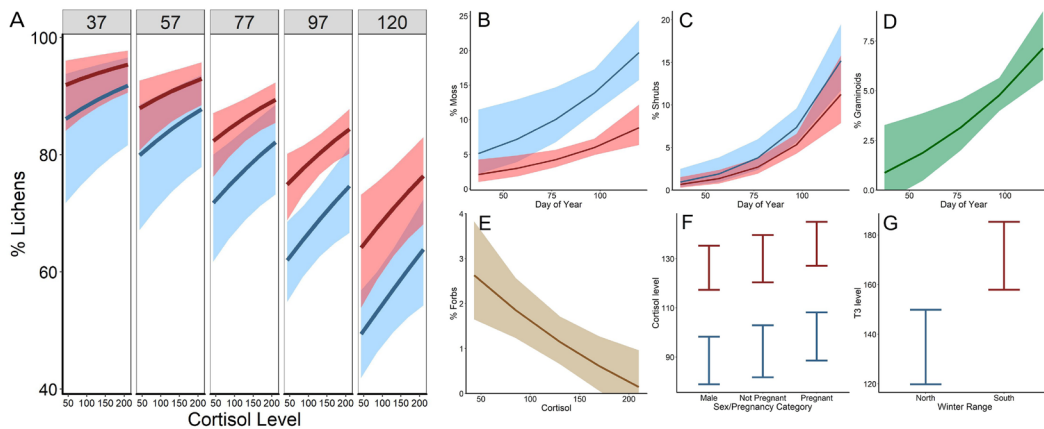 A
37 57 77 97 120
100
80
60
40
% Lichens
50 100 150 200 50 100 150 200 50 100 150 200 50 100 150 200 50 100 150 200
Cortisol Level
B
25
20
15
10
5
0
% Moss
50 75 100
Day of Year
C
20
15
10
5
0
% Shrubs
50 75 100
Day of Year
D
7.5
5.0
2.5
0
% Graminoids
50 75 100
Day of Year
E
4
3
2
1
0
% Forbs
50 100 150 200
Cortisol
F
130
110
90
Cortisol level
Male Not Pregnant Pregnant
Sex/Pregnancy Category
G
180
160
140
120
T3 level
North South
Winter Range